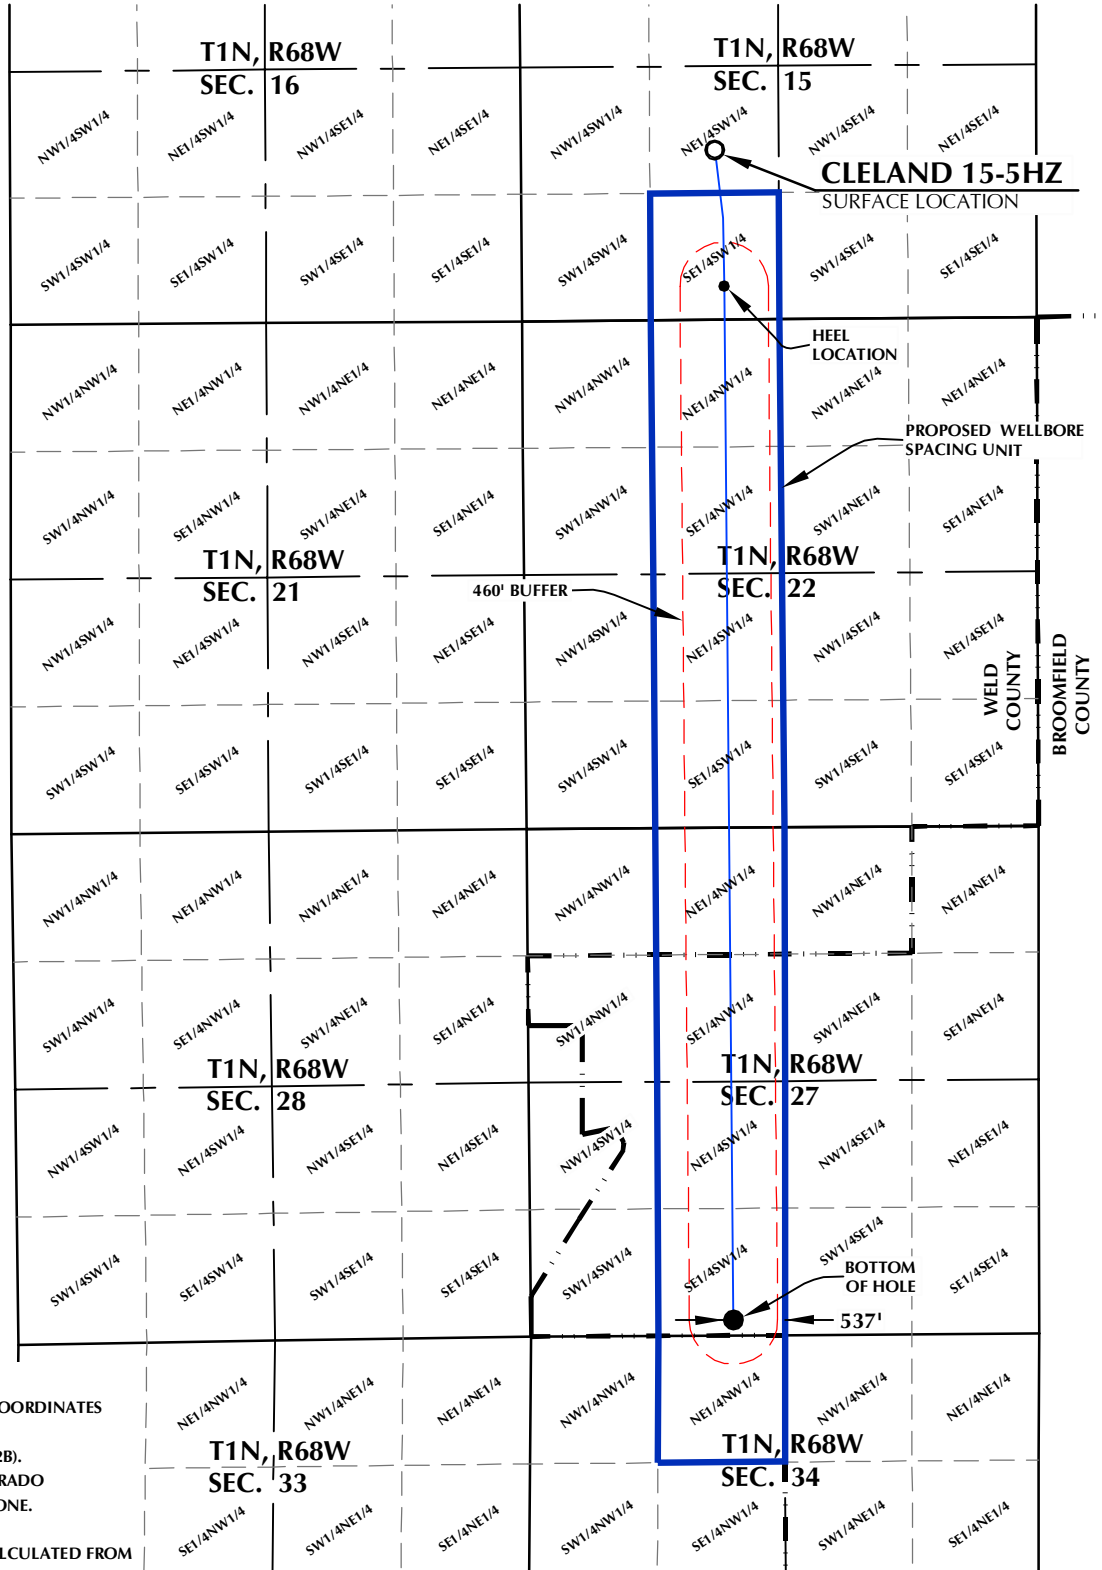 T1N, R68W
SEC. 16
T1N, R68W
SEC. 15
NW1/4SW1/4
NE1/4SW1/4
NW1/4SE1/4
NE1/4SE1/4
NW1/4SW1/4
NE1/4SW1/4
NW1/4SE1/4
NE1/4SE1/4
CLELAND 15-5HZ
SURFACE LOCATION
SW1/4SW1/4
SE1/4SW1/4
SW1/4SE1/4
SE1/4SE1/4
SW1/4SW1/4
SE1/4SW1/4
SW1/4SE1/4
SE1/4SE1/4
HEEL
LOCATION
NW1/4NW1/4
NE1/4NW1/4
NW1/4NE1/4
NE1/4NE1/4
NW1/4NW1/4
NE1/4NW1/4
NW1/4NE1/4
NE1/4NE1/4
PROPOSED WELLBORE
SPACING UNIT
SW1/4NW1/4
SE1/4NW1/4
SW1/4NE1/4
SE1/4NE1/4
SW1/4NW1/4
SE1/4NW1/4
SW1/4NE1/4
SE1/4NE1/4
T1N, R68W
SEC. 21
T1N, R68W
SEC. 22
460' BUFFER
NW1/4SW1/4
NE1/4SW1/4
NW1/4SE1/4
NE1/4SE1/4
NW1/4SW1/4
NE1/4SW1/4
NW1/4SE1/4
NE1/4SE1/4
WELD
COUNTY
BROOMFIELD
COUNTY
SW1/4SW1/4
SE1/4SW1/4
SW1/4SE1/4
SE1/4SE1/4
SW1/4SW1/4
SE1/4SW1/4
SW1/4SE1/4
SE1/4SE1/4
NW1/4NW1/4
NE1/4NW1/4
NW1/4NE1/4
NE1/4NE1/4
NW1/4NW1/4
NE1/4NW1/4
NW1/4NE1/4
NE1/4NE1/4
SW1/4NW1/4
SE1/4NW1/4
SW1/4NE1/4
SE1/4NE1/4
SW1/4NW1/4
SE1/4NW1/4
SW1/4NE1/4
SE1/4NE1/4
T1N, R68W
SEC. 28
T1N, R68W
SEC. 27
NW1/4SW1/4
NE1/4SW1/4
NW1/4SE1/4
NE1/4SE1/4
NW1/4SW1/4
NE1/4SW1/4
NW1/4SE1/4
NE1/4SE1/4
SW1/4SW1/4
SE1/4SW1/4
SW1/4SE1/4
SE1/4SE1/4
SW1/4SW1/4
SE1/4SW1/4
SW1/4SE1/4
SE1/4SE1/4
BOTTOM
OF HOLE
537'
NE1/4NW1/4
NW1/4NE1/4
NE1/4NE1/4
NW1/4NW1/4
NE1/4NW1/4
NW1/4NE1/4
NE1/4NE1/4
OORDINATES
2B).
RADO
ONE.
LCULATED FROM
T1N, R68W
SEC. 33
T1N, R68W
SEC. 34
SE1/4NW1/4
SW1/4NE1/4
SE1/4NE1/4
SW1/4NW1/4
SE1/4NW1/4
SW1/4NE1/4
SE1/4NE1/4